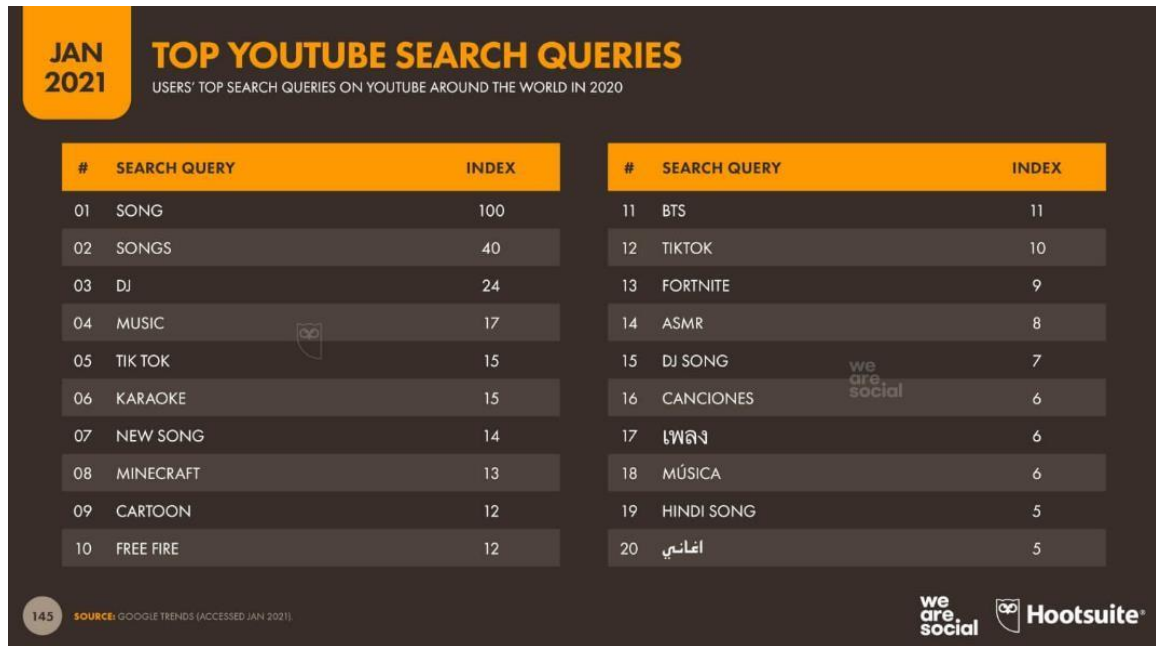 JAN
2021
TOP YOUTUBE SEARCH QUERIES
USERS' TOP SEARCH QUERIES ON YOUTUBE AROUND THE WORLD IN 2020
# SEARCH QUERY INDEX
01 SONG 100
02 SONGS 40
03 DJ 24
04 MUSIC 17
05 TIK TOK 15
06 KARAOKE 15
07 NEW SONG 14
08 MINECRAFT 13
09 CARTOON 12
10 FREE FIRE 12
# SEARCH QUERY INDEX
11 BTS 11
12 TIKTOK 10
13 FORTNITE 9
14 ASMR 8
15 DJ SONG 7
16 CANCIONES 6
17 เพลง 6
18 MÚSICA 6
19 HINDI SONG 5
20 اغاني 5
we
are.
social
145
SOURCE: GOOGLE TRENDS (ACCESSED JAN 2021).
we
are.
social
Hootsuite®